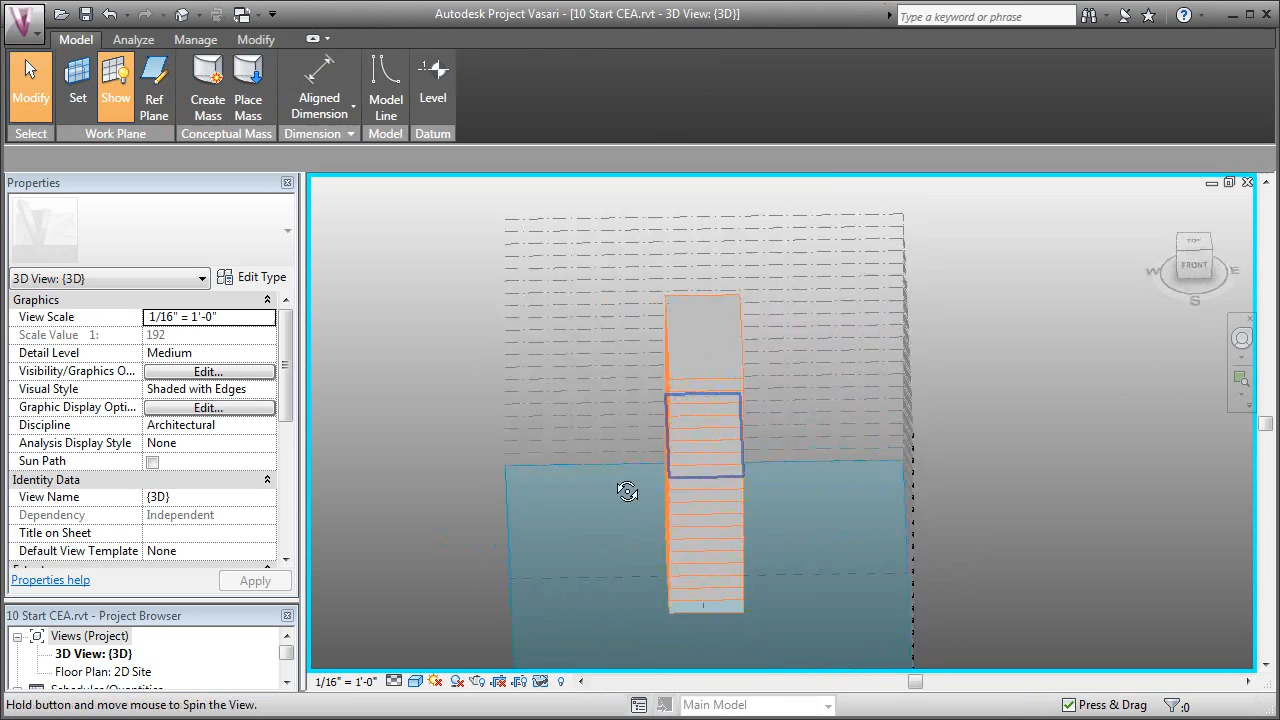 Autodesk Project Vasari - [10 Start CEA.rvt - 3D View: {3D}]
Type a keyword or phrase
Model Analyze Manage Modify
Modify Set Show Ref Plane Create Mass Place Mass Aligned Dimension Model Line Level
Select Work Plane Conceptual Mass Dimension Model Datum
Properties
3D View: {3D} Edit Type
Graphics
View Scale 1/16" = 1'-0"
Scale Value 1: 192
Detail Level Medium
Visibility/Graphics O... Edit...
Visual Style Shaded with Edges
Graphic Display Opti... Edit...
Discipline Architectural
Analysis Display Style None
Sun Path
Identity Data
View Name {3D}
Dependency Independent
Title on Sheet
Default View Template None
Properties help Apply
10 Start CEA.rvt - Project Browser
Views (Project)
3D View: {3D}
Floor Plan: 2D Site
TOP
W FRONT E
S
1/16" = 1'-0"
Hold button and move mouse to Spin the View.
Main Model
Press & Drag
:0